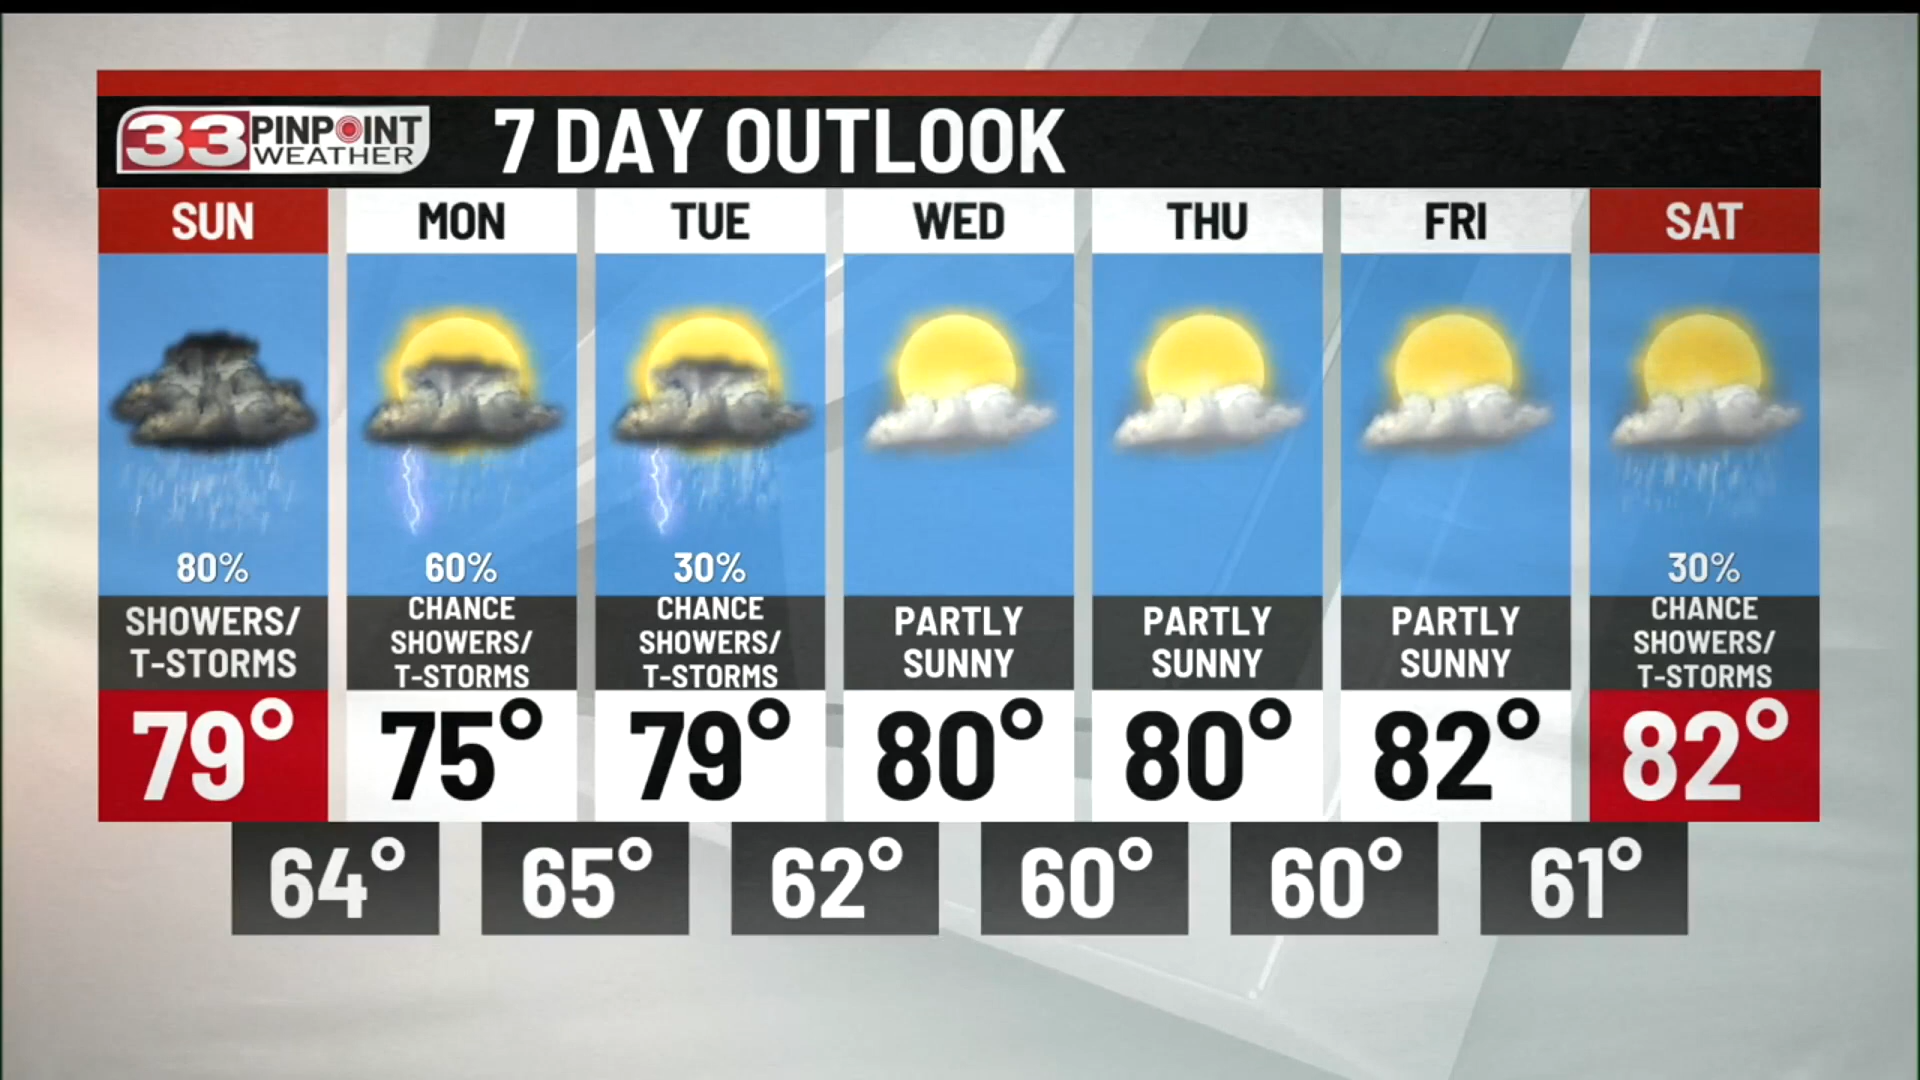 33 PINPOINT WEATHER
7 DAY OUTLOOK
SUN MON TUE WED THU FRI SAT
80% 60% 30% 30%
SHOWERS/
T-STORMS
CHANCE
SHOWERS/
T-STORMS
CHANCE
SHOWERS/
T-STORMS
PARTLY
SUNNY
PARTLY
SUNNY
PARTLY
SUNNY
CHANCE
SHOWERS/
T-STORMS
79° 75° 79° 80° 80° 82° 82°
64° 65° 62° 60° 60° 61°